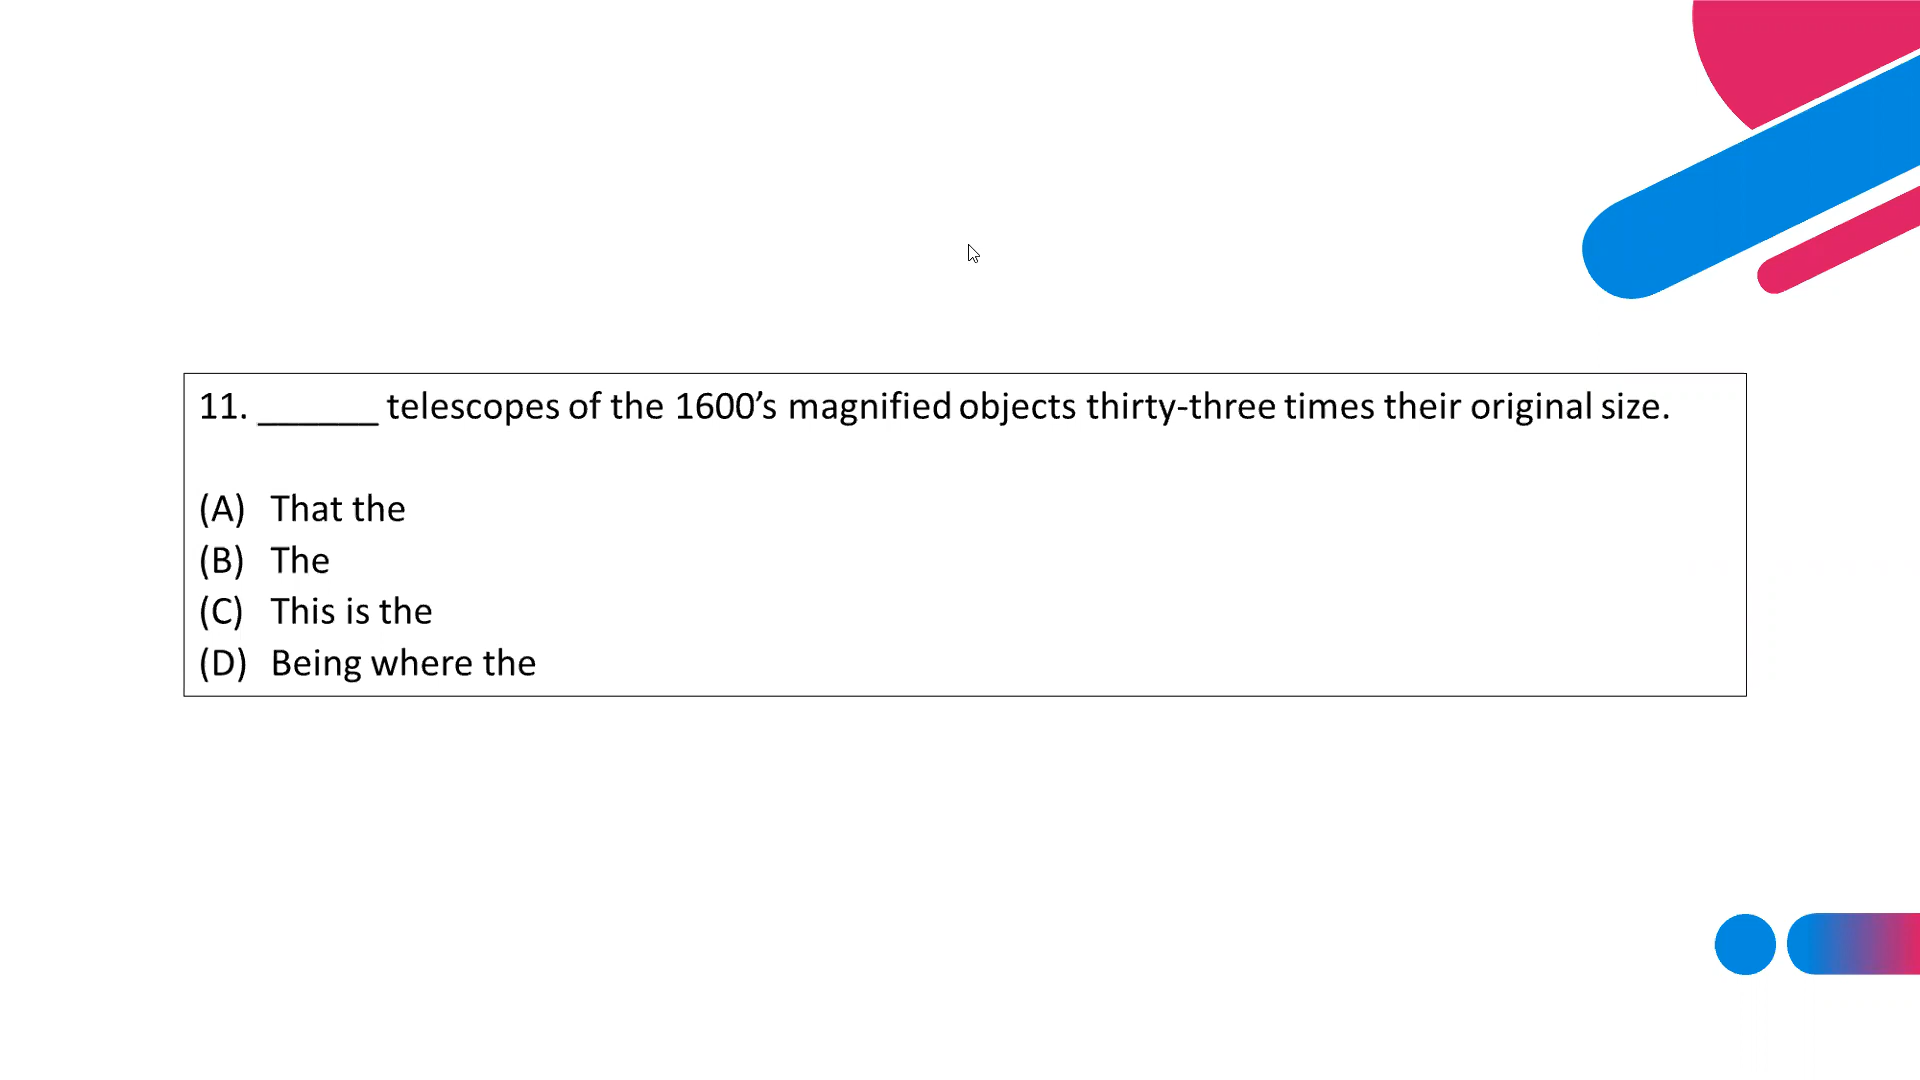 11. ______ telescopes of the 1600’s magnified objects thirty-three times their original size.
(A) That the
(B) The
(C) This is the
(D) Being where the